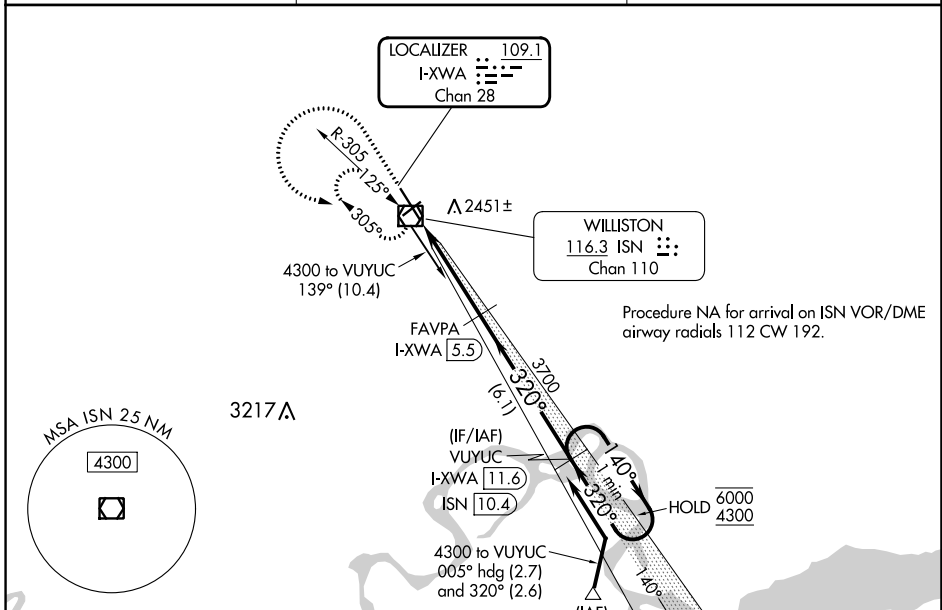 LOCALIZER 109.1
I-XWA
Chan 28
R-305
125°
305°
2451±
WILLISTON
116.3 ISN
Chan 110
4300 to VUYUC
139° (10.4)
Procedure NA for arrival on ISN VOR/DME
airway radials 112 CW 192.
FAVPA
I-XWA 5.5
3700
320°
(6.1)
3217
MSA ISN 25 NM
4300
(IF/IAF)
VUYUC
I-XWA 11.6
ISN 10.4
140°
1 min
320°
HOLD 6000
4300
4300 to VUYUC
005° hdg (2.7)
and 320° (2.6)
140°
(IAF)